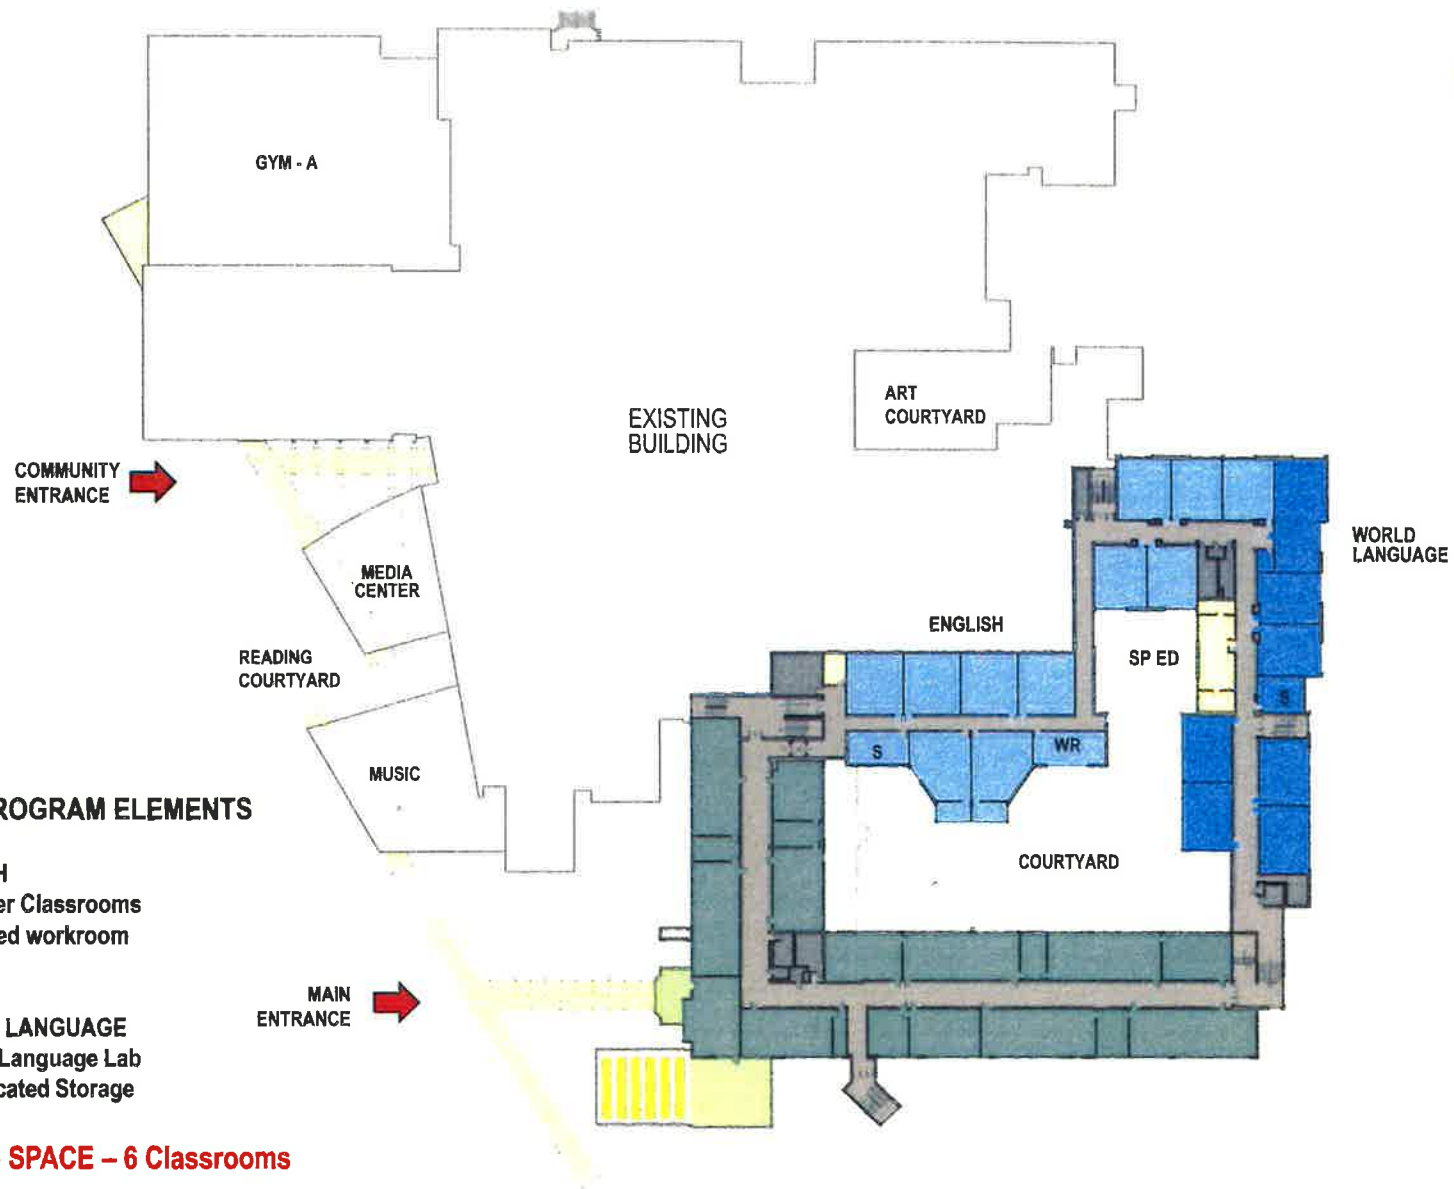 GYM - A
ART
COURTYARD
EXISTING
BUILDING
COMMUNITY
ENTRANCE
WORLD
LANGUAGE
MEDIA
CENTER
ENGLISH
SP ED
READING
COURTYARD
S
S
WR
MUSIC
ROGRAM ELEMENTS
COURTYARD
H
er Classrooms
ed workroom
MAIN
ENTRANCE
LANGUAGE
Language Lab
cated Storage
SPACE – 6 Classrooms